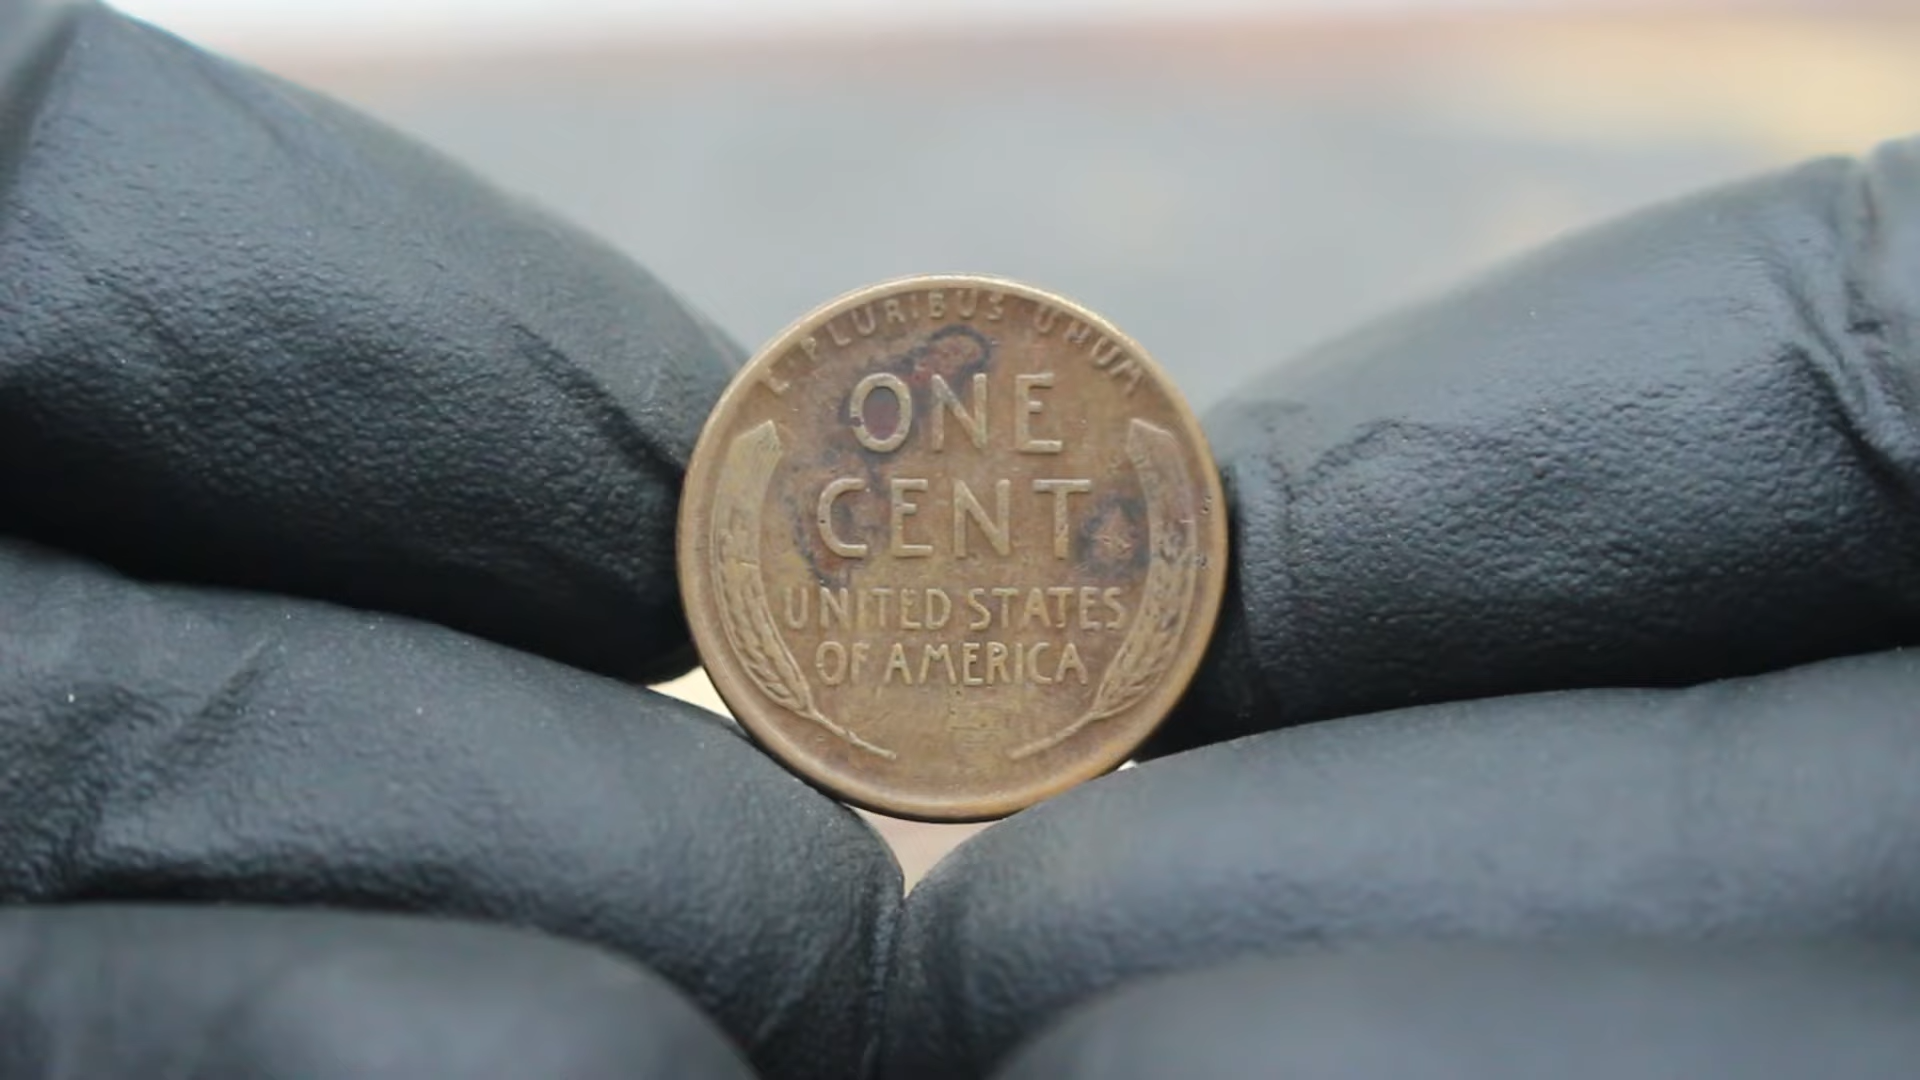 E PLURIBUS UNUM
ONE
CENT
UNITED STATES
OF AMERICA